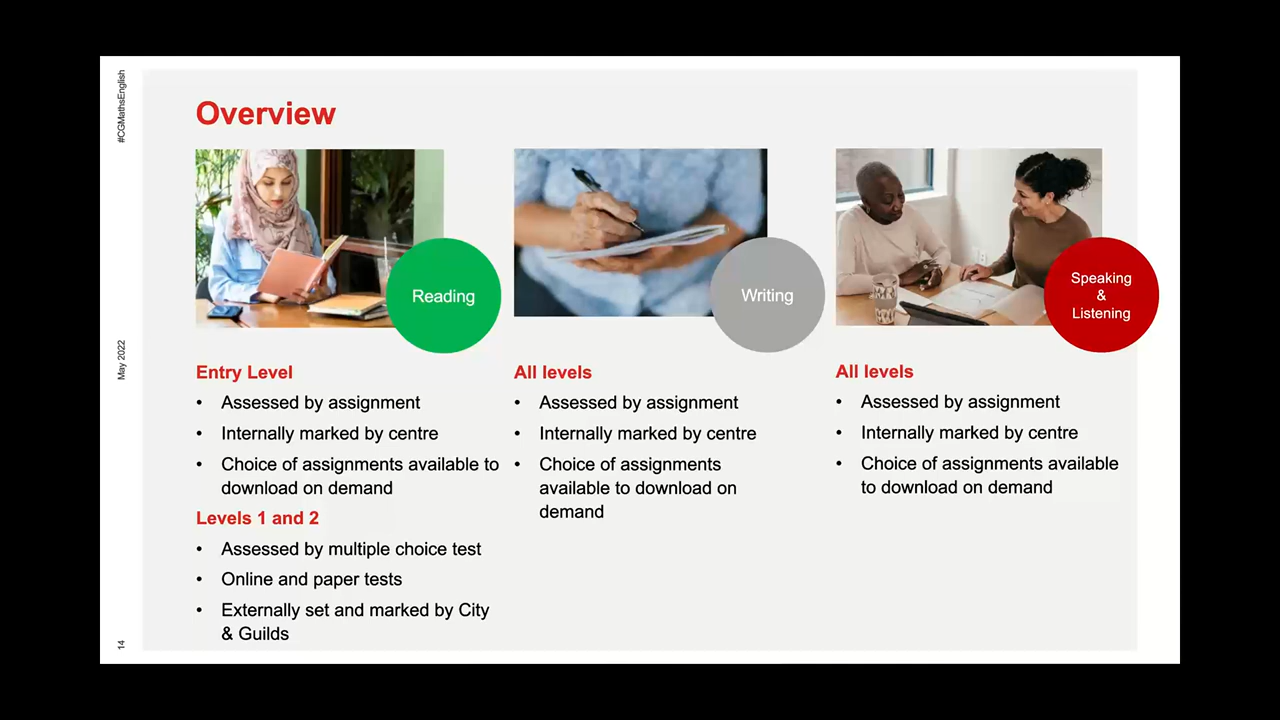 #CGMathsEnglish
May 2022
14
Overview
Reading
Entry Level
• Assessed by assignment
• Internally marked by centre
• Choice of assignments available to
download on demand
Levels 1 and 2
• Assessed by multiple choice test
• Online and paper tests
• Externally set and marked by City
& Guilds
Writing
All levels
• Assessed by assignment
• Internally marked by centre
• Choice of assignments
available to download on
demand
Speaking
&
Listening
All levels
• Assessed by assignment
• Internally marked by centre
• Choice of assignments available
to download on demand